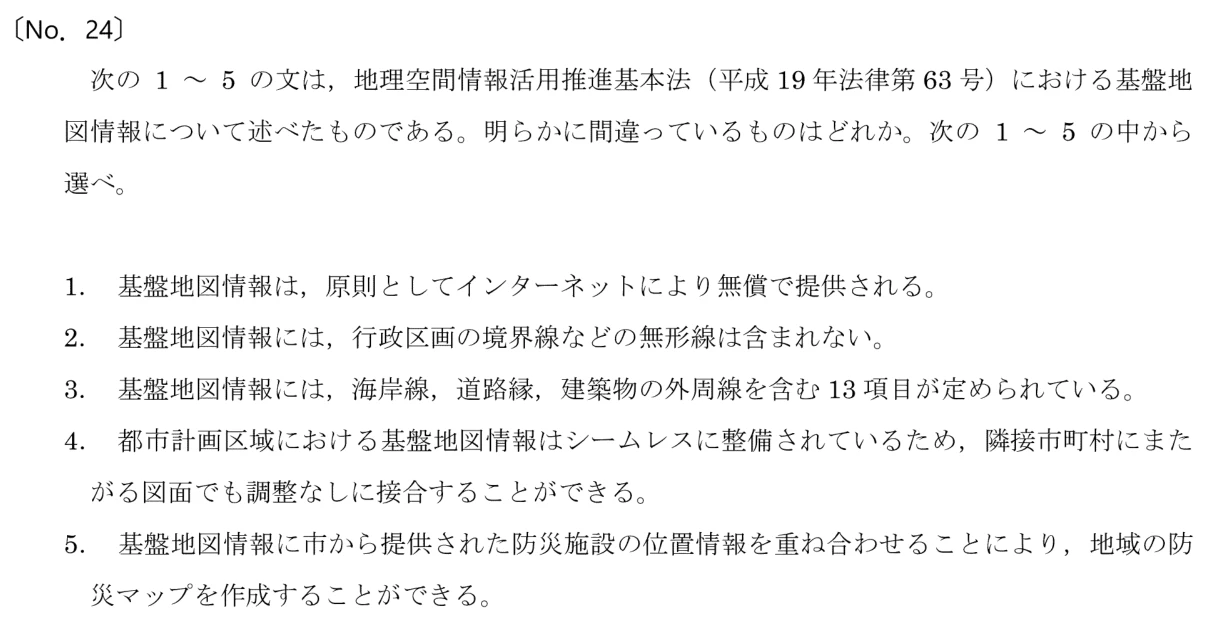 〔No. 24〕
次の 1 ～ 5 の文は，地理空間情報活用推進基本法（平成 19 年法律第 63 号）における基盤地
図情報について述べたものである。明らかに間違っているものはどれか。次の 1 ～ 5 の中から
選べ。
1. 基盤地図情報は，原則としてインターネットにより無償で提供される。
2. 基盤地図情報には，行政区画の境界線などの無形線は含まれない。
3. 基盤地図情報には，海岸線，道路縁，建築物の外周線を含む 13 項目が定められている。
4. 都市計画区域における基盤地図情報はシームレスに整備されているため，隣接市町村にまた
がる図面でも調整なしに接合することができる。
5. 基盤地図情報に市から提供された防災施設の位置情報を重ね合わせることにより，地域の防
災マップを作成することができる。